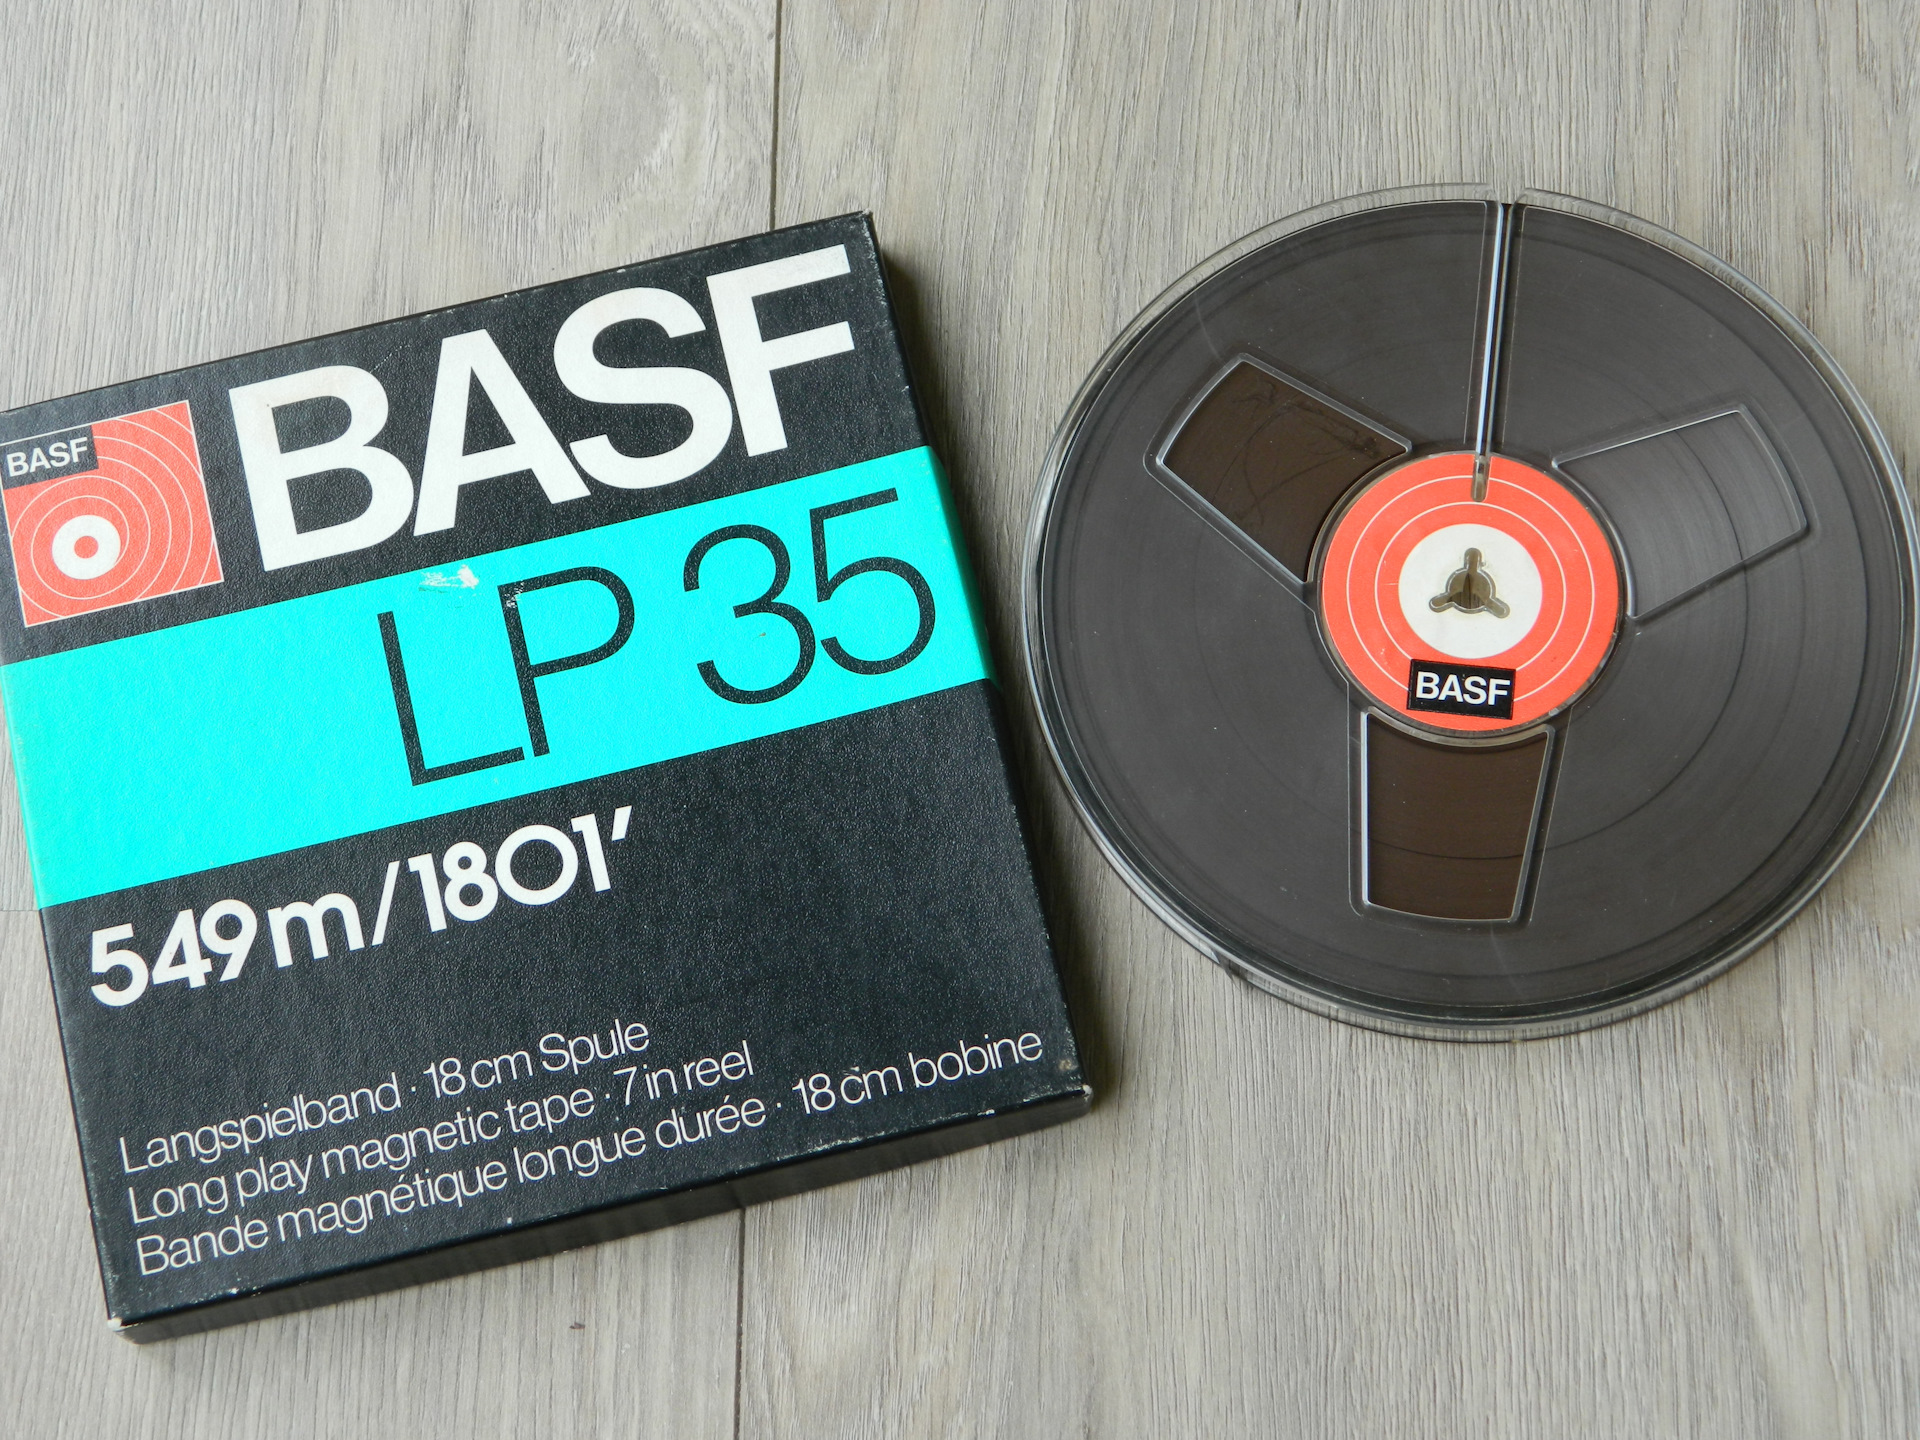 BASF
BASF
LP 35
549m/1801′
Langspielband · 18 cm Spule
Long play magnetic tape · 7 in reel
Bande magnétique longue durée · 18 cm bobine
BASF